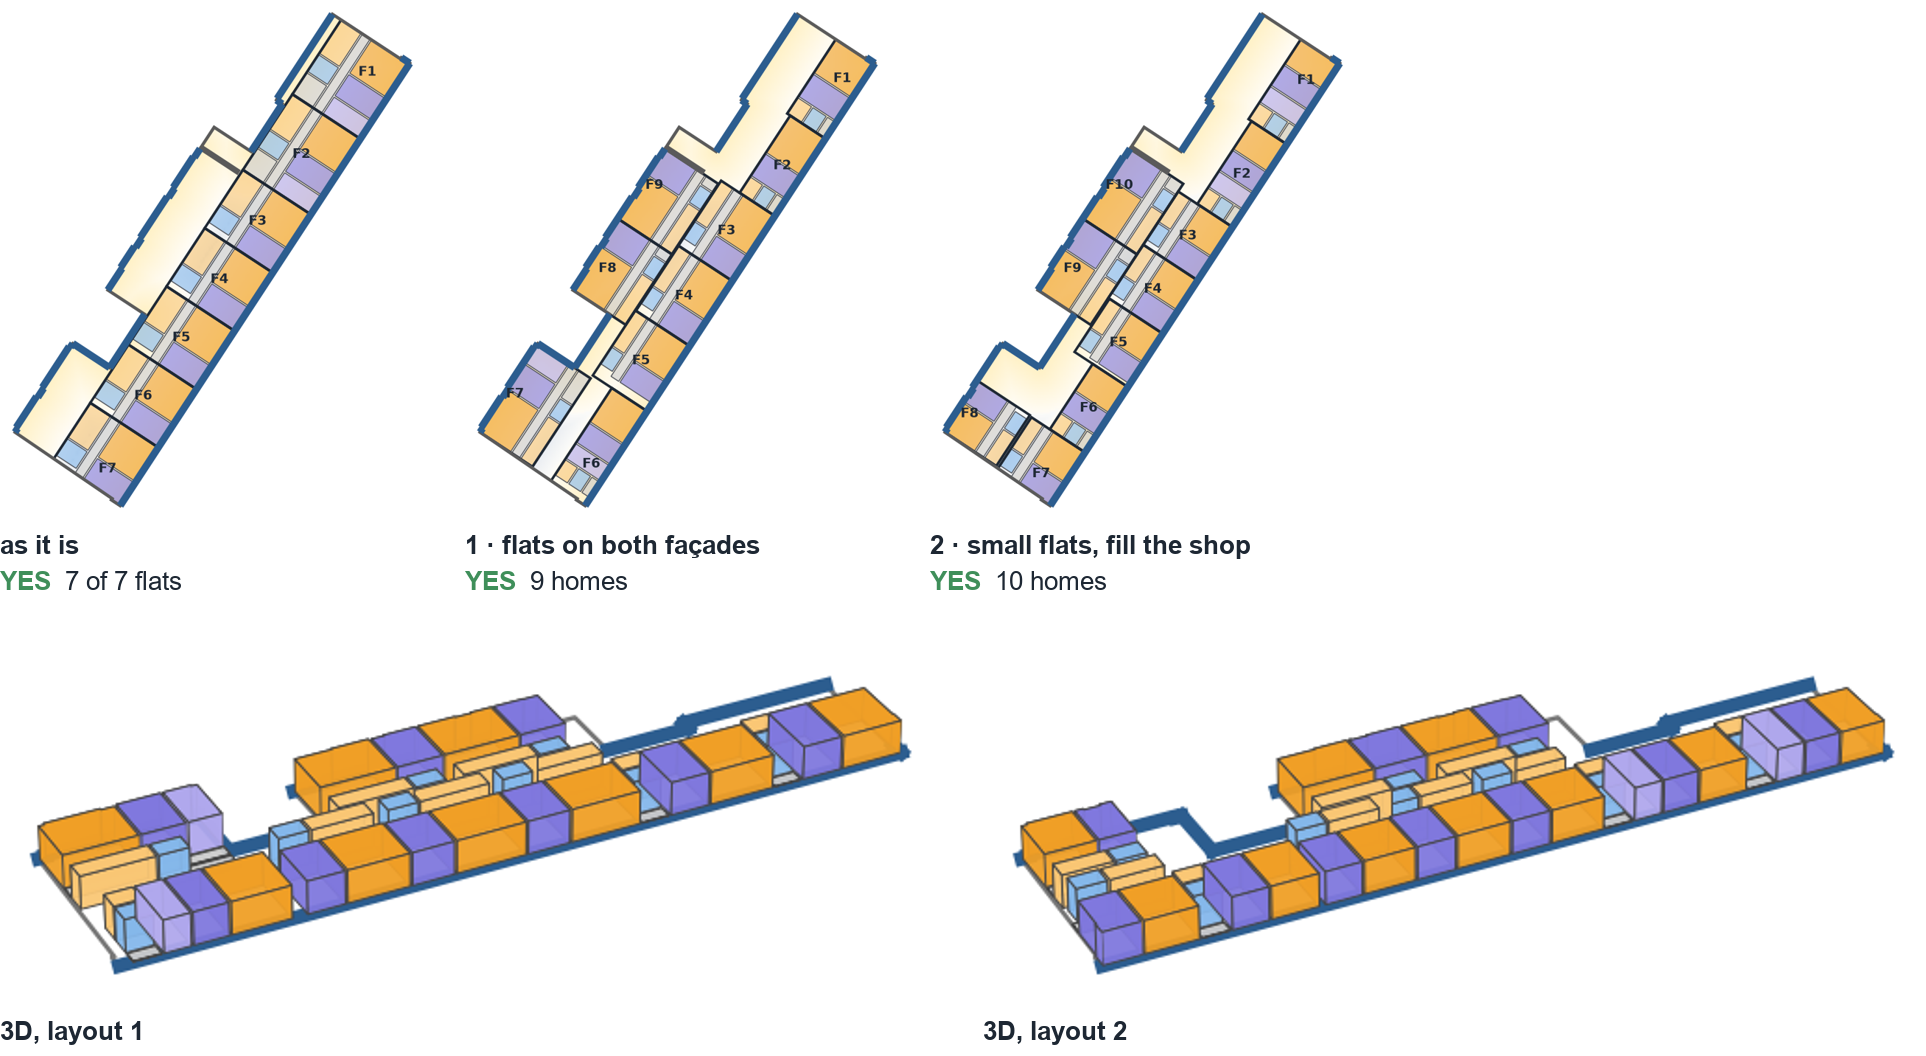 F1
F2
F3
F4
F5
F6
F7
F1
F2
F9
F3
F8
F4
F5
F7
F6
F1
F2
F10
F3
F9
F4
F5
F6
F8
F7
as it is
YES 7 of 7 flats
1 · flats on both façades
YES 9 homes
2 · small flats, fill the shop
YES 10 homes
3D, layout 1
3D, layout 2